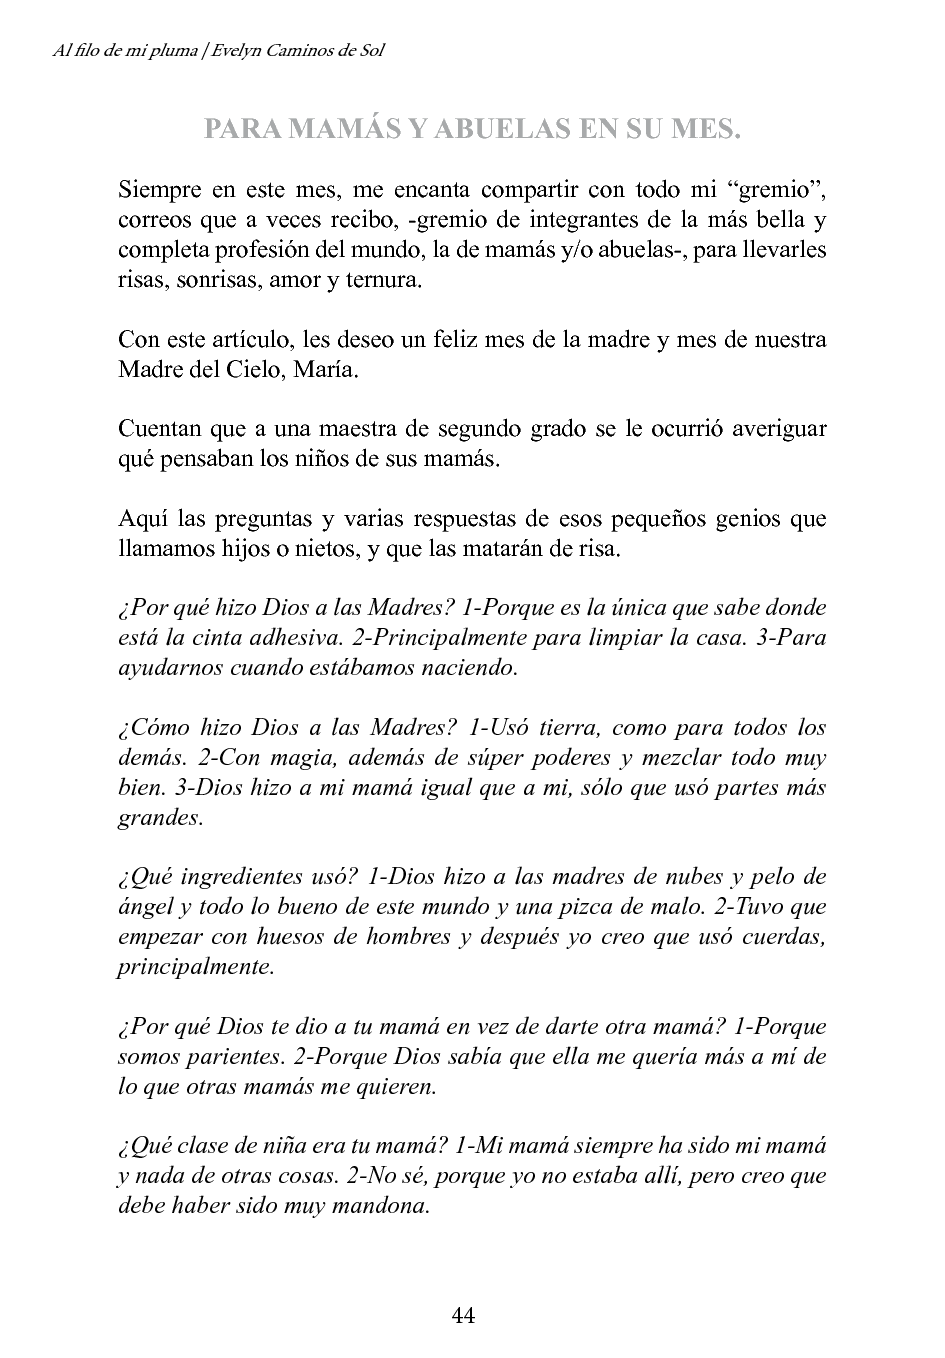 Al filo de mi pluma | Evelyn Caminos de Sol
PARA MAMÁS Y ABUELAS EN SU MES.
Siempre en este mes, me encanta compartir con todo mi “gremio”,
correos que a veces recibo, -gremio de integrantes de la más bella y
completa profesión del mundo, la de mamás y/o abuelas-, para llevarles
risas, sonrisas, amor y ternura.
Con este artículo, les deseo un feliz mes de la madre y mes de nuestra
Madre del Cielo, María.
Cuentan que a una maestra de segundo grado se le ocurrió averiguar
qué pensaban los niños de sus mamás.
Aquí las preguntas y varias respuestas de esos pequeños genios que
llamamos hijos o nietos, y que las matarán de risa.
¿Por qué hizo Dios a las Madres? 1-Porque es la única que sabe donde
está la cinta adhesiva. 2-Principalmente para limpiar la casa. 3-Para
ayudarnos cuando estábamos naciendo.
¿Cómo hizo Dios a las Madres? 1-Usó tierra, como para todos los
demás. 2-Con magia, además de súper poderes y mezclar todo muy
bien. 3-Dios hizo a mi mamá igual que a mi, sólo que usó partes más
grandes.
¿Qué ingredientes usó? 1-Dios hizo a las madres de nubes y pelo de
ángel y todo lo bueno de este mundo y una pizca de malo. 2-Tuvo que
empezar con huesos de hombres y después yo creo que usó cuerdas,
principalmente.
¿Por qué Dios te dio a tu mamá en vez de darte otra mamá? 1-Porque
somos parientes. 2-Porque Dios sabía que ella me quería más a mí de
lo que otras mamás me quieren.
¿Qué clase de niña era tu mamá? 1-Mi mamá siempre ha sido mi mamá
y nada de otras cosas. 2-No sé, porque yo no estaba allí, pero creo que
debe haber sido muy mandona.
44